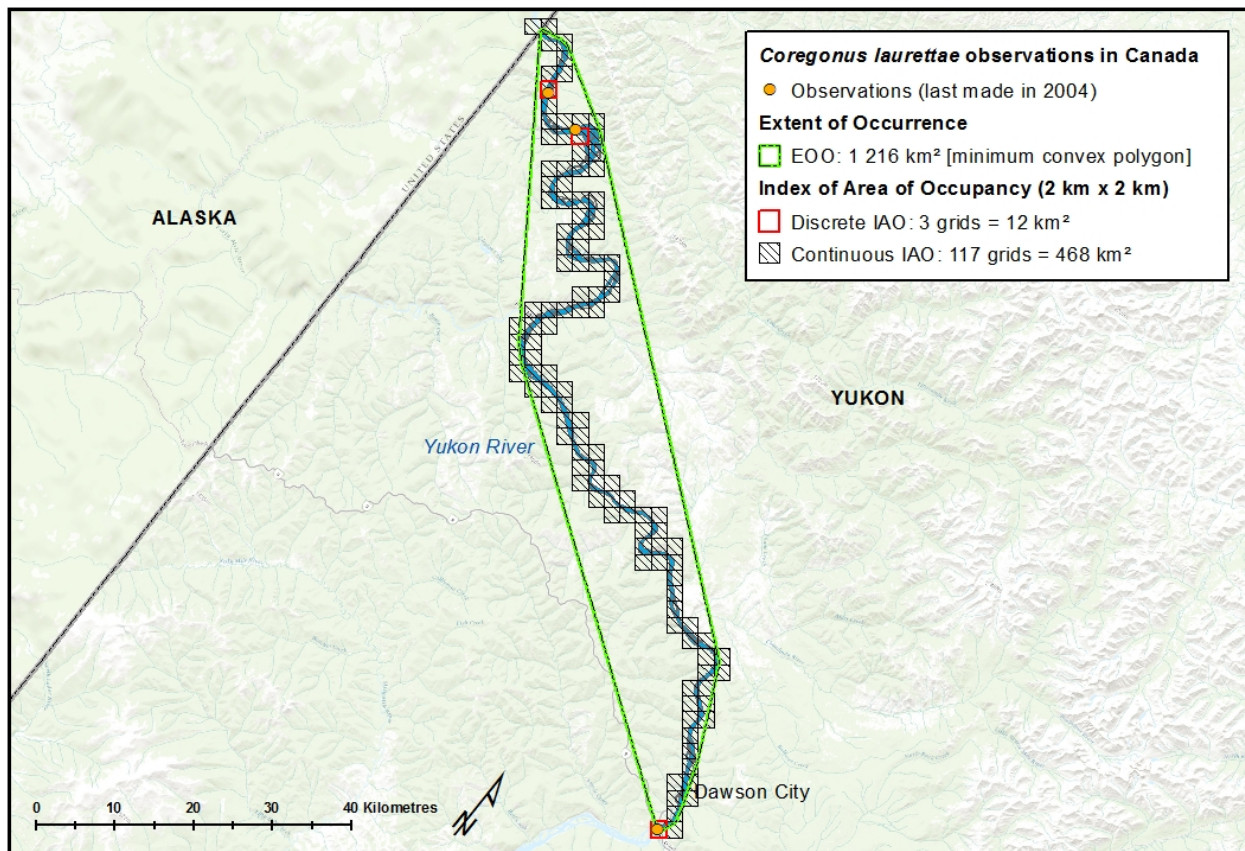 Coregonus laurettae observations in Canada
Observations (last made in 2004)
Extent of Occurrence
EOO: 1 216 km² [minimum convex polygon]
Index of Area of Occupancy (2 km x 2 km)
Discrete IAO: 3 grids = 12 km²
Continuous IAO: 117 grids = 468 km²
UNITED STATES
ALASKA
YUKON
Yukon River
Dawson City
N
0 10 20 30 40 Kilometres